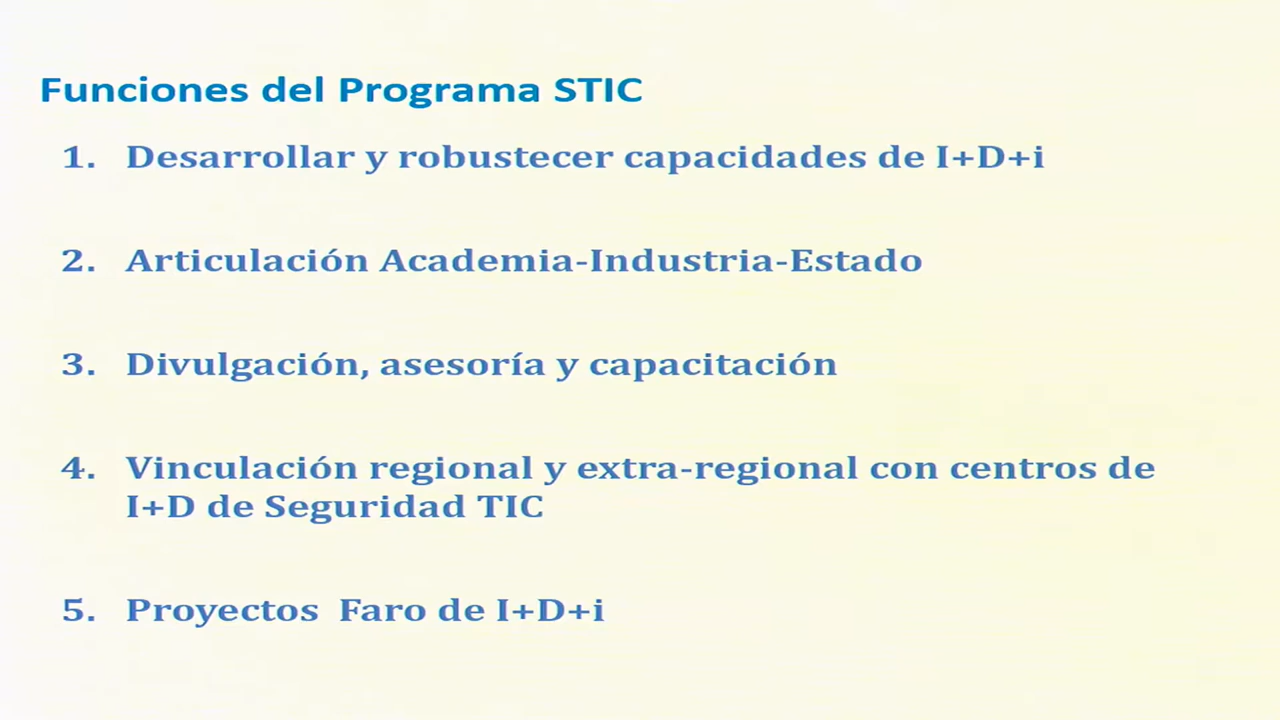 Funciones del Programa STIC
1. Desarrollar y robustecer capacidades de I+D+i
2. Articulación Academia-Industria-Estado
3. Divulgación, asesoría y capacitación
4. Vinculación regional y extra-regional con centros de
I+D de Seguridad TIC
5. Proyectos Faro de I+D+i